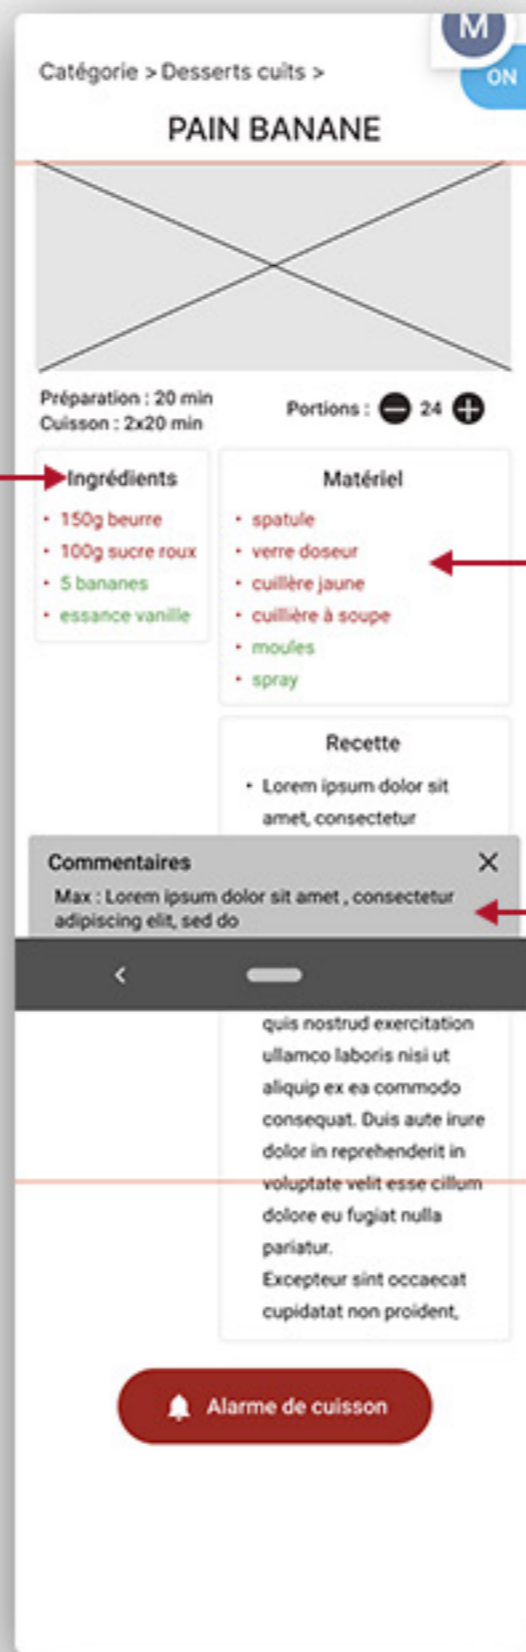 M
ON
Catégorie > Desserts cuits >
PAIN BANANE
Préparation : 20 min
Cuisson : 2x20 min
Portions : 24
Ingrédients
• 150g beurre
• 100g sucre roux
• 5 bananes
• essance vanille
Matériel
• spatule
• verre doseur
• cuillère jaune
• cuillière à soupe
• moules
• spray
Recette
• Lorem ipsum dolor sit
amet, consectetur
Commentaires
Max : Lorem ipsum dolor sit amet , consectetur
adipiscing elit, sed do
quis nostrud exercitation
ullamco laboris nisi ut
aliquip ex ea commodo
consequat. Duis aute irure
dolor in reprehenderit in
voluptate velit esse cillum
dolore eu fugiat nulla
pariatur.
Excepteur sint occaecat
cupidatat non proident,
Alarme de cuisson